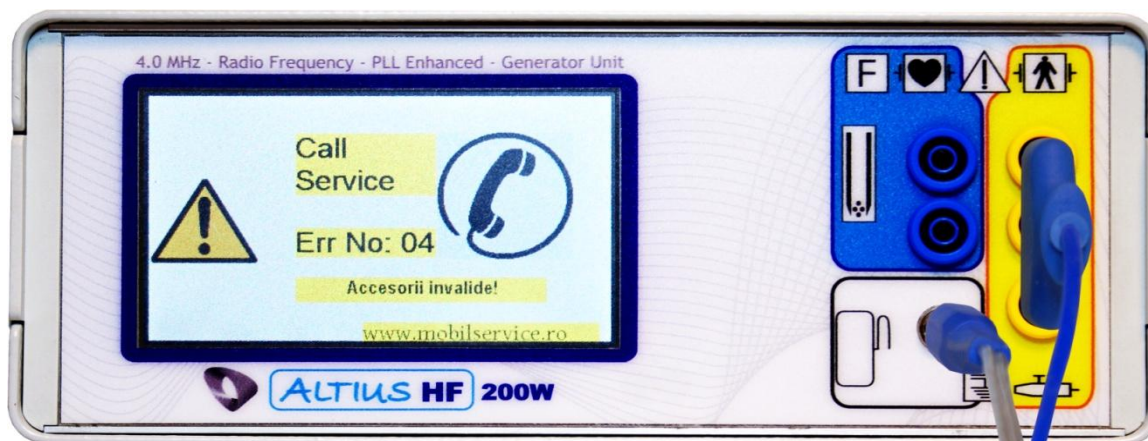 4.0 MHz - Radio Frequency - PLL Enhanced - Generator Unit
F
Call
Service
Err No: 04
Accesorii invalide!
www.mobilservice.ro
ALTIUS HF 200W